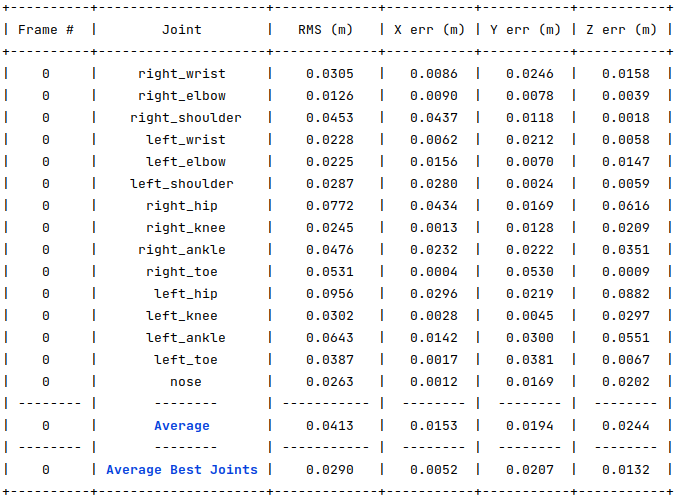 +----------+---------------------+-------------+-----------+-----------+-----------+
| Frame # | Joint | RMS (m) | X err (m) | Y err (m) | Z err (m) |
+----------+---------------------+-------------+-----------+-----------+-----------+
| 0 | right_wrist | 0.0305 | 0.0086 | 0.0246 | 0.0158 |
| 0 | right_elbow | 0.0126 | 0.0090 | 0.0078 | 0.0039 |
| 0 | right_shoulder | 0.0453 | 0.0437 | 0.0118 | 0.0018 |
| 0 | left_wrist | 0.0228 | 0.0062 | 0.0212 | 0.0058 |
| 0 | left_elbow | 0.0225 | 0.0156 | 0.0070 | 0.0147 |
| 0 | left_shoulder | 0.0287 | 0.0280 | 0.0024 | 0.0059 |
| 0 | right_hip | 0.0772 | 0.0434 | 0.0169 | 0.0616 |
| 0 | right_knee | 0.0245 | 0.0013 | 0.0128 | 0.0209 |
| 0 | right_ankle | 0.0476 | 0.0232 | 0.0222 | 0.0351 |
| 0 | right_toe | 0.0531 | 0.0004 | 0.0530 | 0.0009 |
| 0 | left_hip | 0.0956 | 0.0296 | 0.0219 | 0.0882 |
| 0 | left_knee | 0.0302 | 0.0028 | 0.0045 | 0.0297 |
| 0 | left_ankle | 0.0643 | 0.0142 | 0.0300 | 0.0551 |
| 0 | left_toe | 0.0387 | 0.0017 | 0.0381 | 0.0067 |
| 0 | nose | 0.0263 | 0.0012 | 0.0169 | 0.0202 |
| -------- | -------- | ----------- | -------- | -------- | -------- |
| 0 | Average | 0.0413 | 0.0153 | 0.0194 | 0.0244 |
| -------- | -------- | ----------- | -------- | -------- | -------- |
| 0 | Average Best Joints | 0.0290 | 0.0052 | 0.0207 | 0.0132 |
+----------+---------------------+-------------+-----------+-----------+-----------+